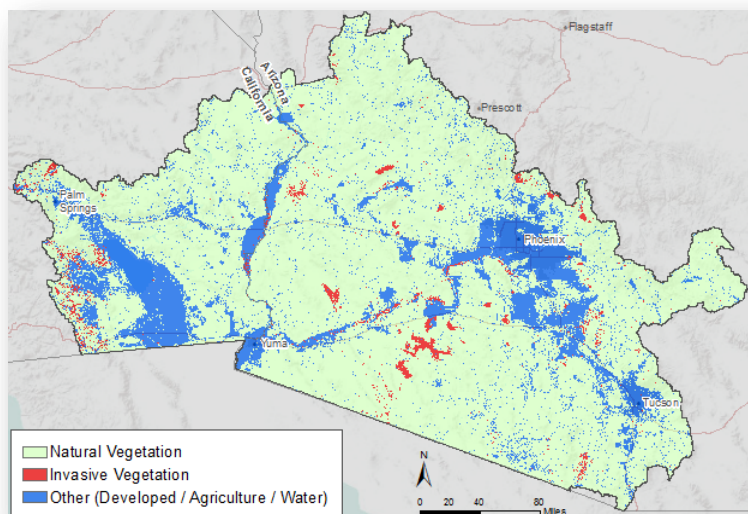 Flagstaff
Arizona
California
Prescott
Palm
Springs
Phoenix
Yuma
Tucson
Natural Vegetation
Invasive Vegetation
Other (Developed / Agriculture / Water)
N
0 20 40 80
Miles